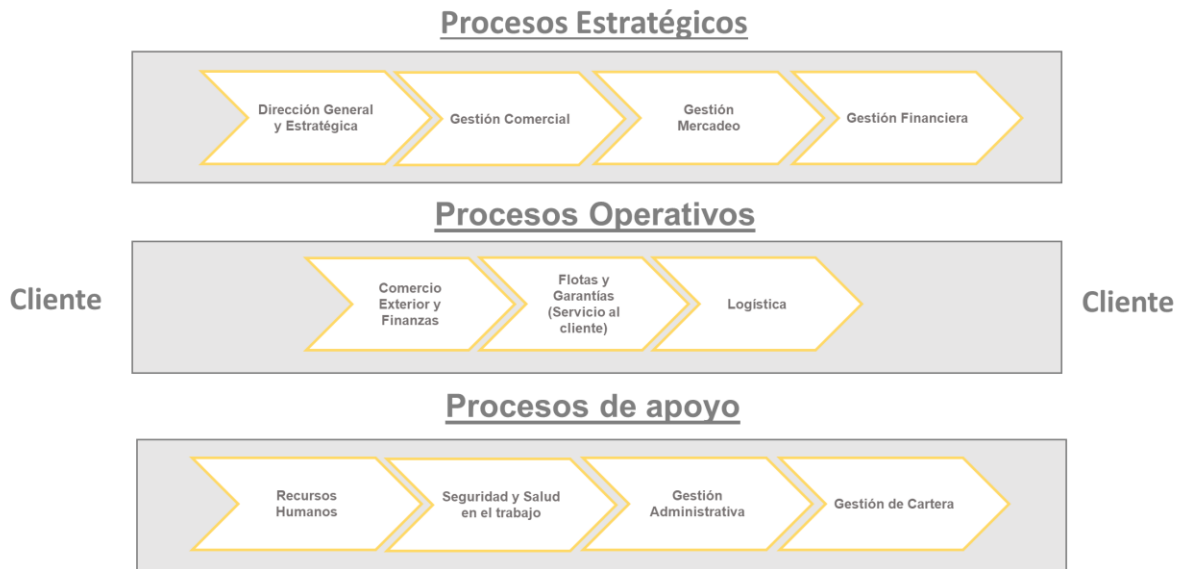 Procesos Estratégicos
Dirección General
y Estratégica
Gestión Comercial
Gestión
Mercadeo
Gestión Financiera
Procesos Operativos
Cliente
Comercio
Exterior y
Finanzas
Flotas y
Garantías
(Servicio al
cliente)
Logística
Cliente
Procesos de apoyo
Recursos
Humanos
Seguridad y Salud
en el trabajo
Gestión
Administrativa
Gestión de Cartera